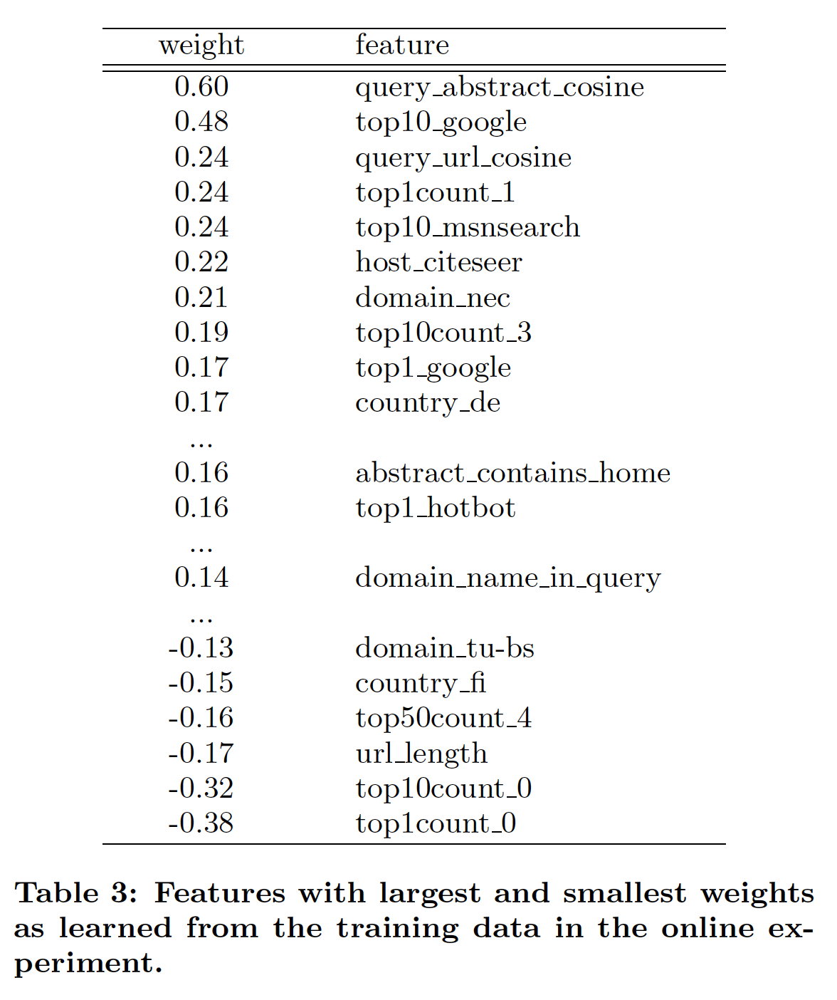 weight feature
0.60 query_abstract_cosine
0.48 top10_google
0.24 query_url_cosine
0.24 top1count_1
0.24 top10_msnsearch
0.22 host_citeseer
0.21 domain_nec
0.19 top10count_3
0.17 top1_google
0.17 country_de
...
0.16 abstract_contains_home
0.16 top1_hotbot
...
0.14 domain_name_in_query
...
-0.13 domain_tu-bs
-0.15 country_fi
-0.16 top50count_4
-0.17 url_length
-0.32 top10count_0
-0.38 top1count_0
Table 3: Features with largest and smallest weights
as learned from the training data in the online ex-
periment.